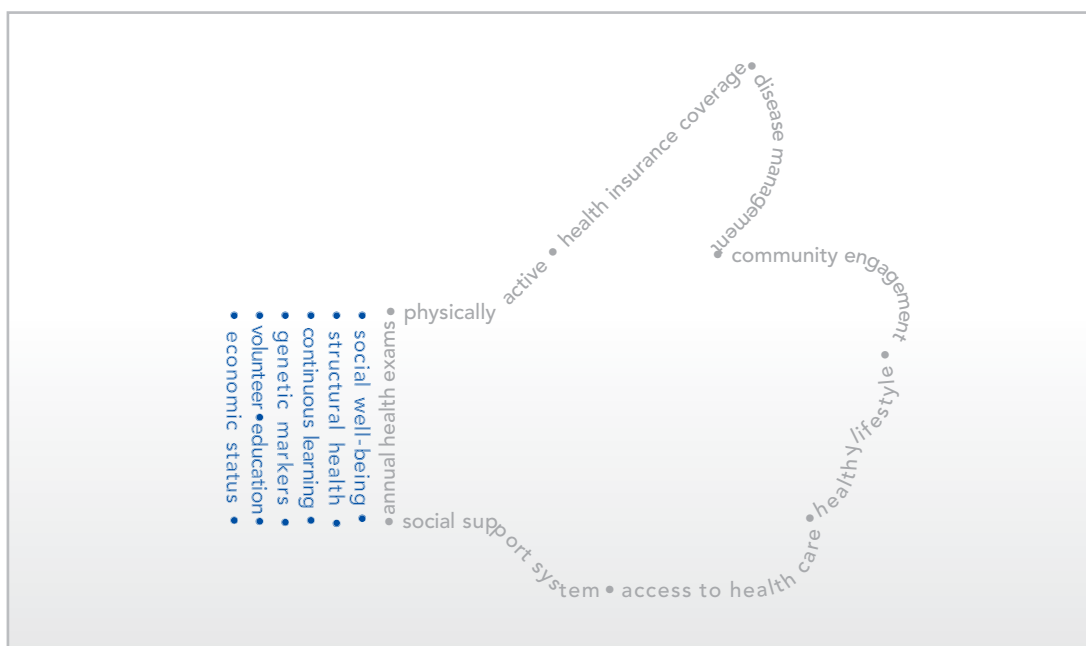 disease management
health insurance coverage
community engagement
physically active
annual health exams
social well-being
structural health
continuous learning
genetic markers
volunteer • education
economic status
healthy lifestyle
social support system • access to health care